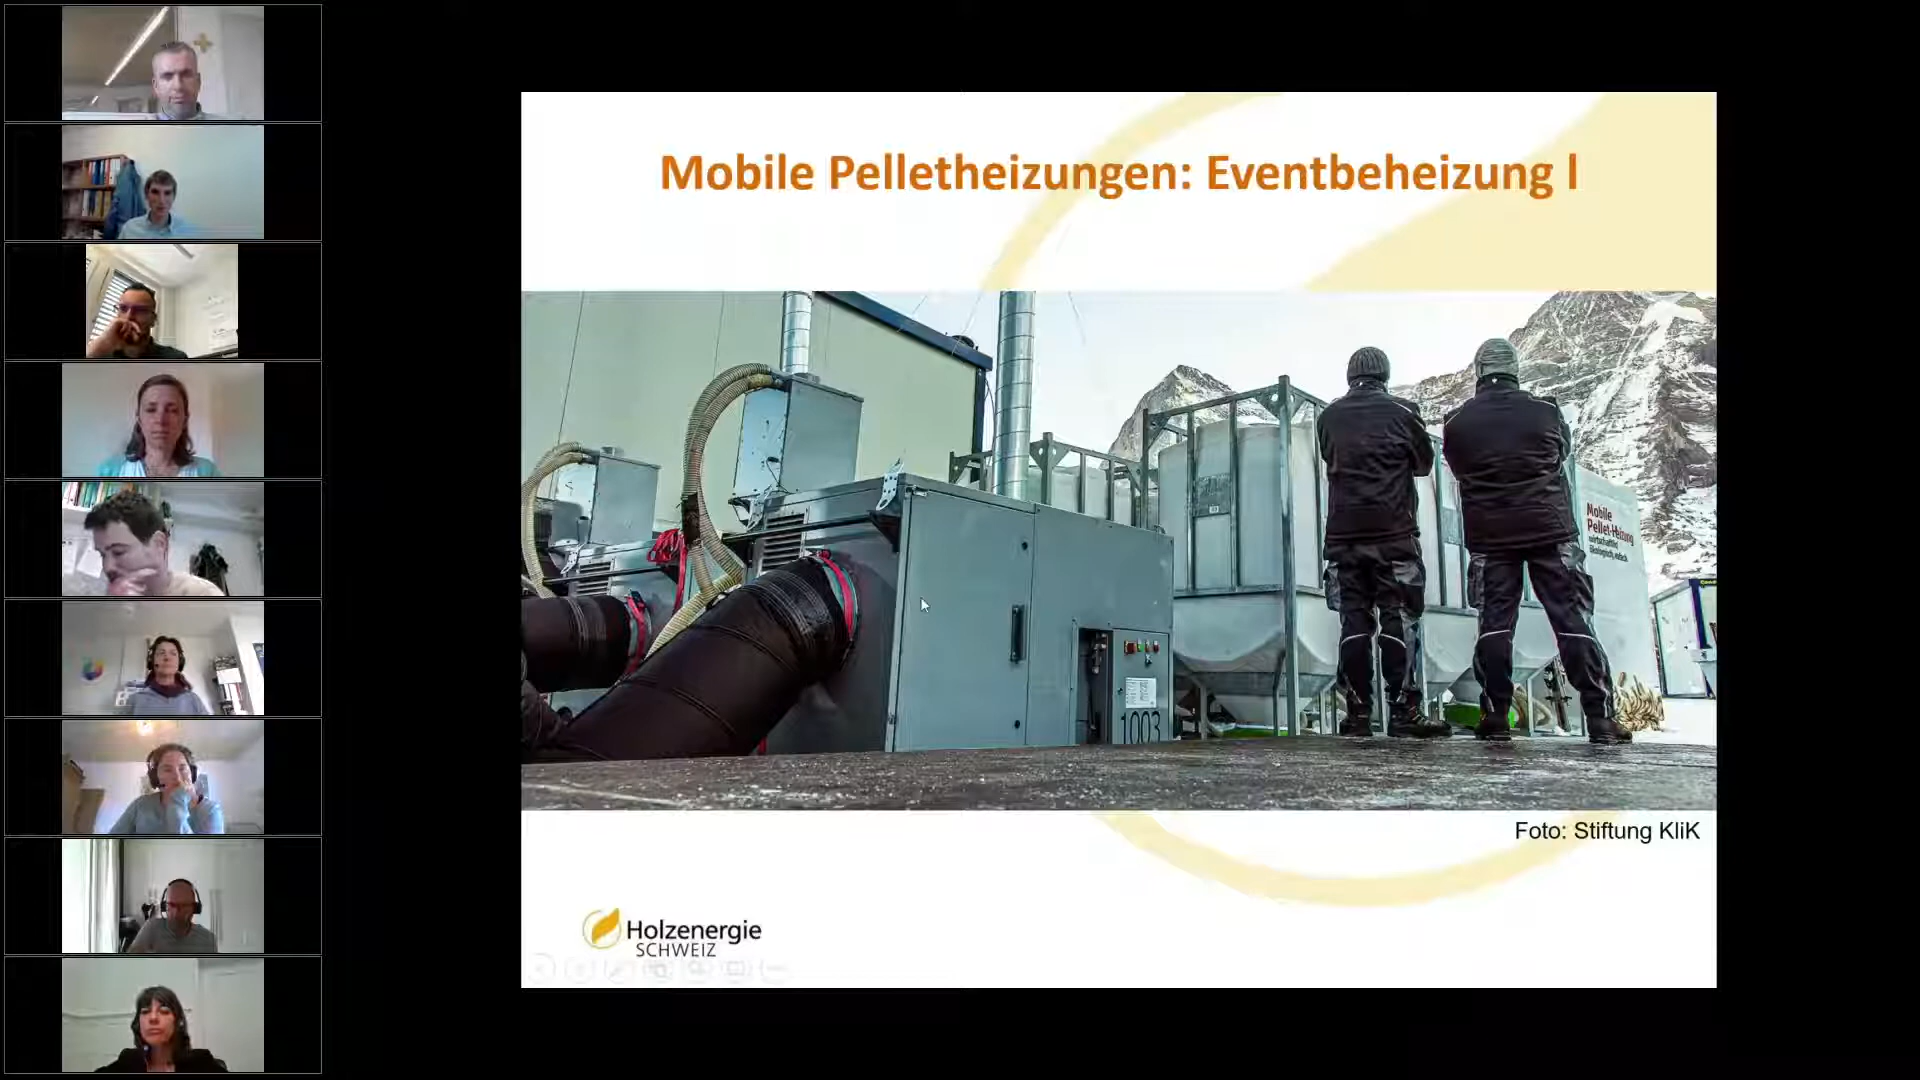 Mobile Pelletheizungen: Eventbeheizung l
Mobile
Pellet-Heizung
1003
Foto: Stiftung KliK
Holzenergie
SCHWEIZ